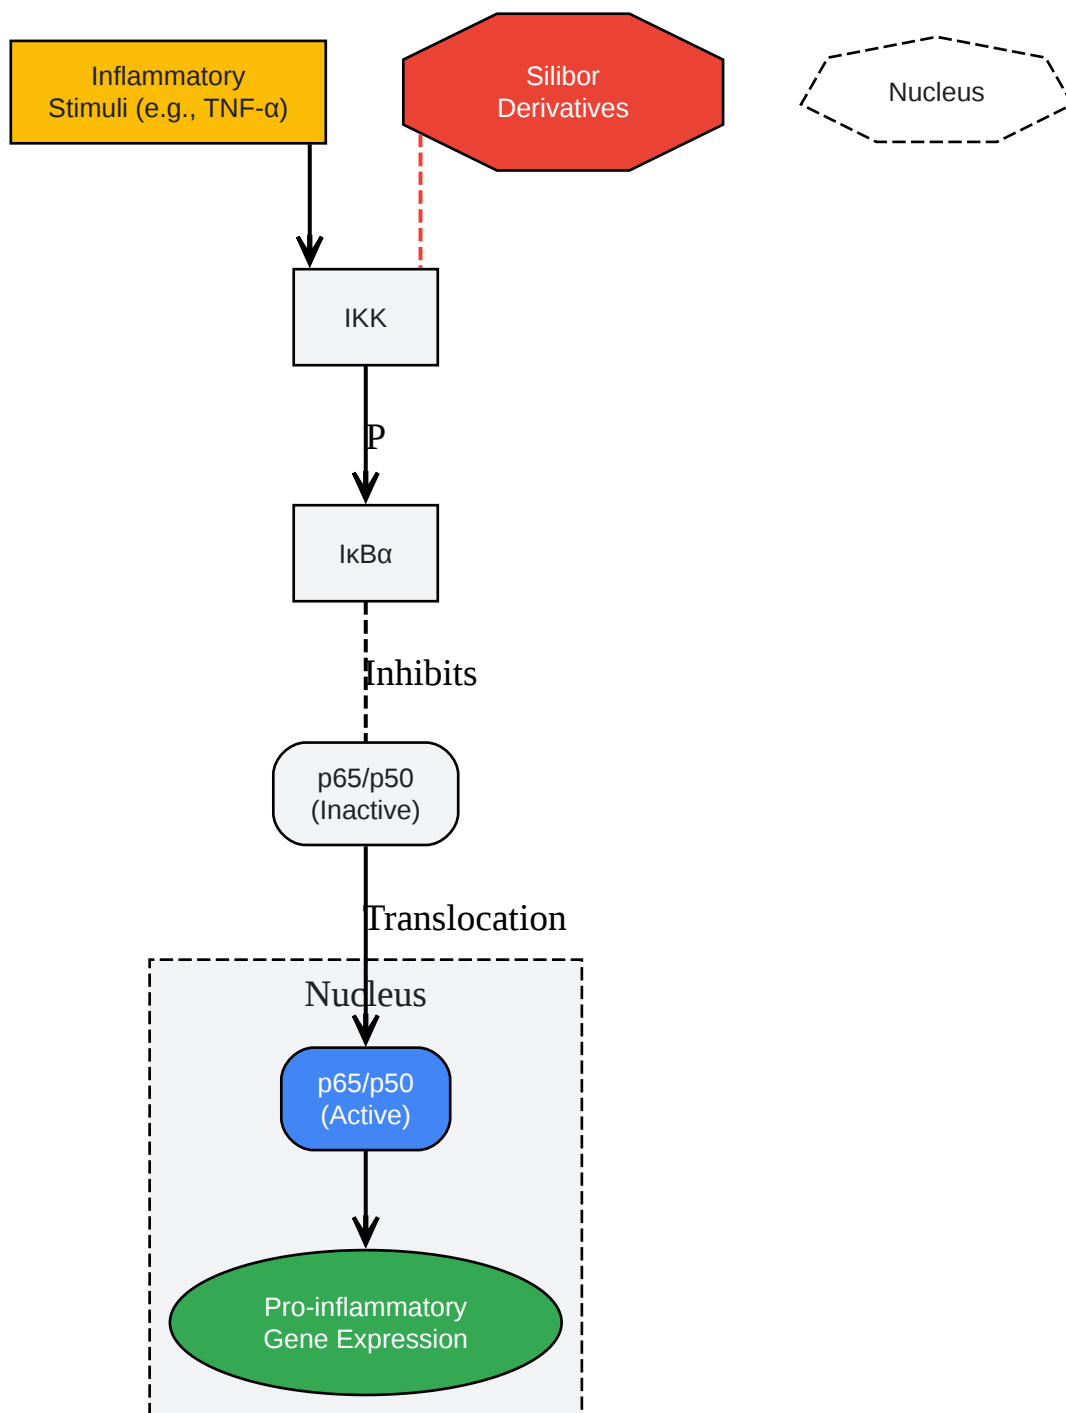 Inflammatory
Stimuli (e.g., TNF-α)
Silibor
Derivatives
Nucleus
IKK
P
IκBα
Inhibits
p65/p50
(Inactive)
Translocation
Nucleus
p65/p50
(Active)
Pro-inflammatory
Gene Expression